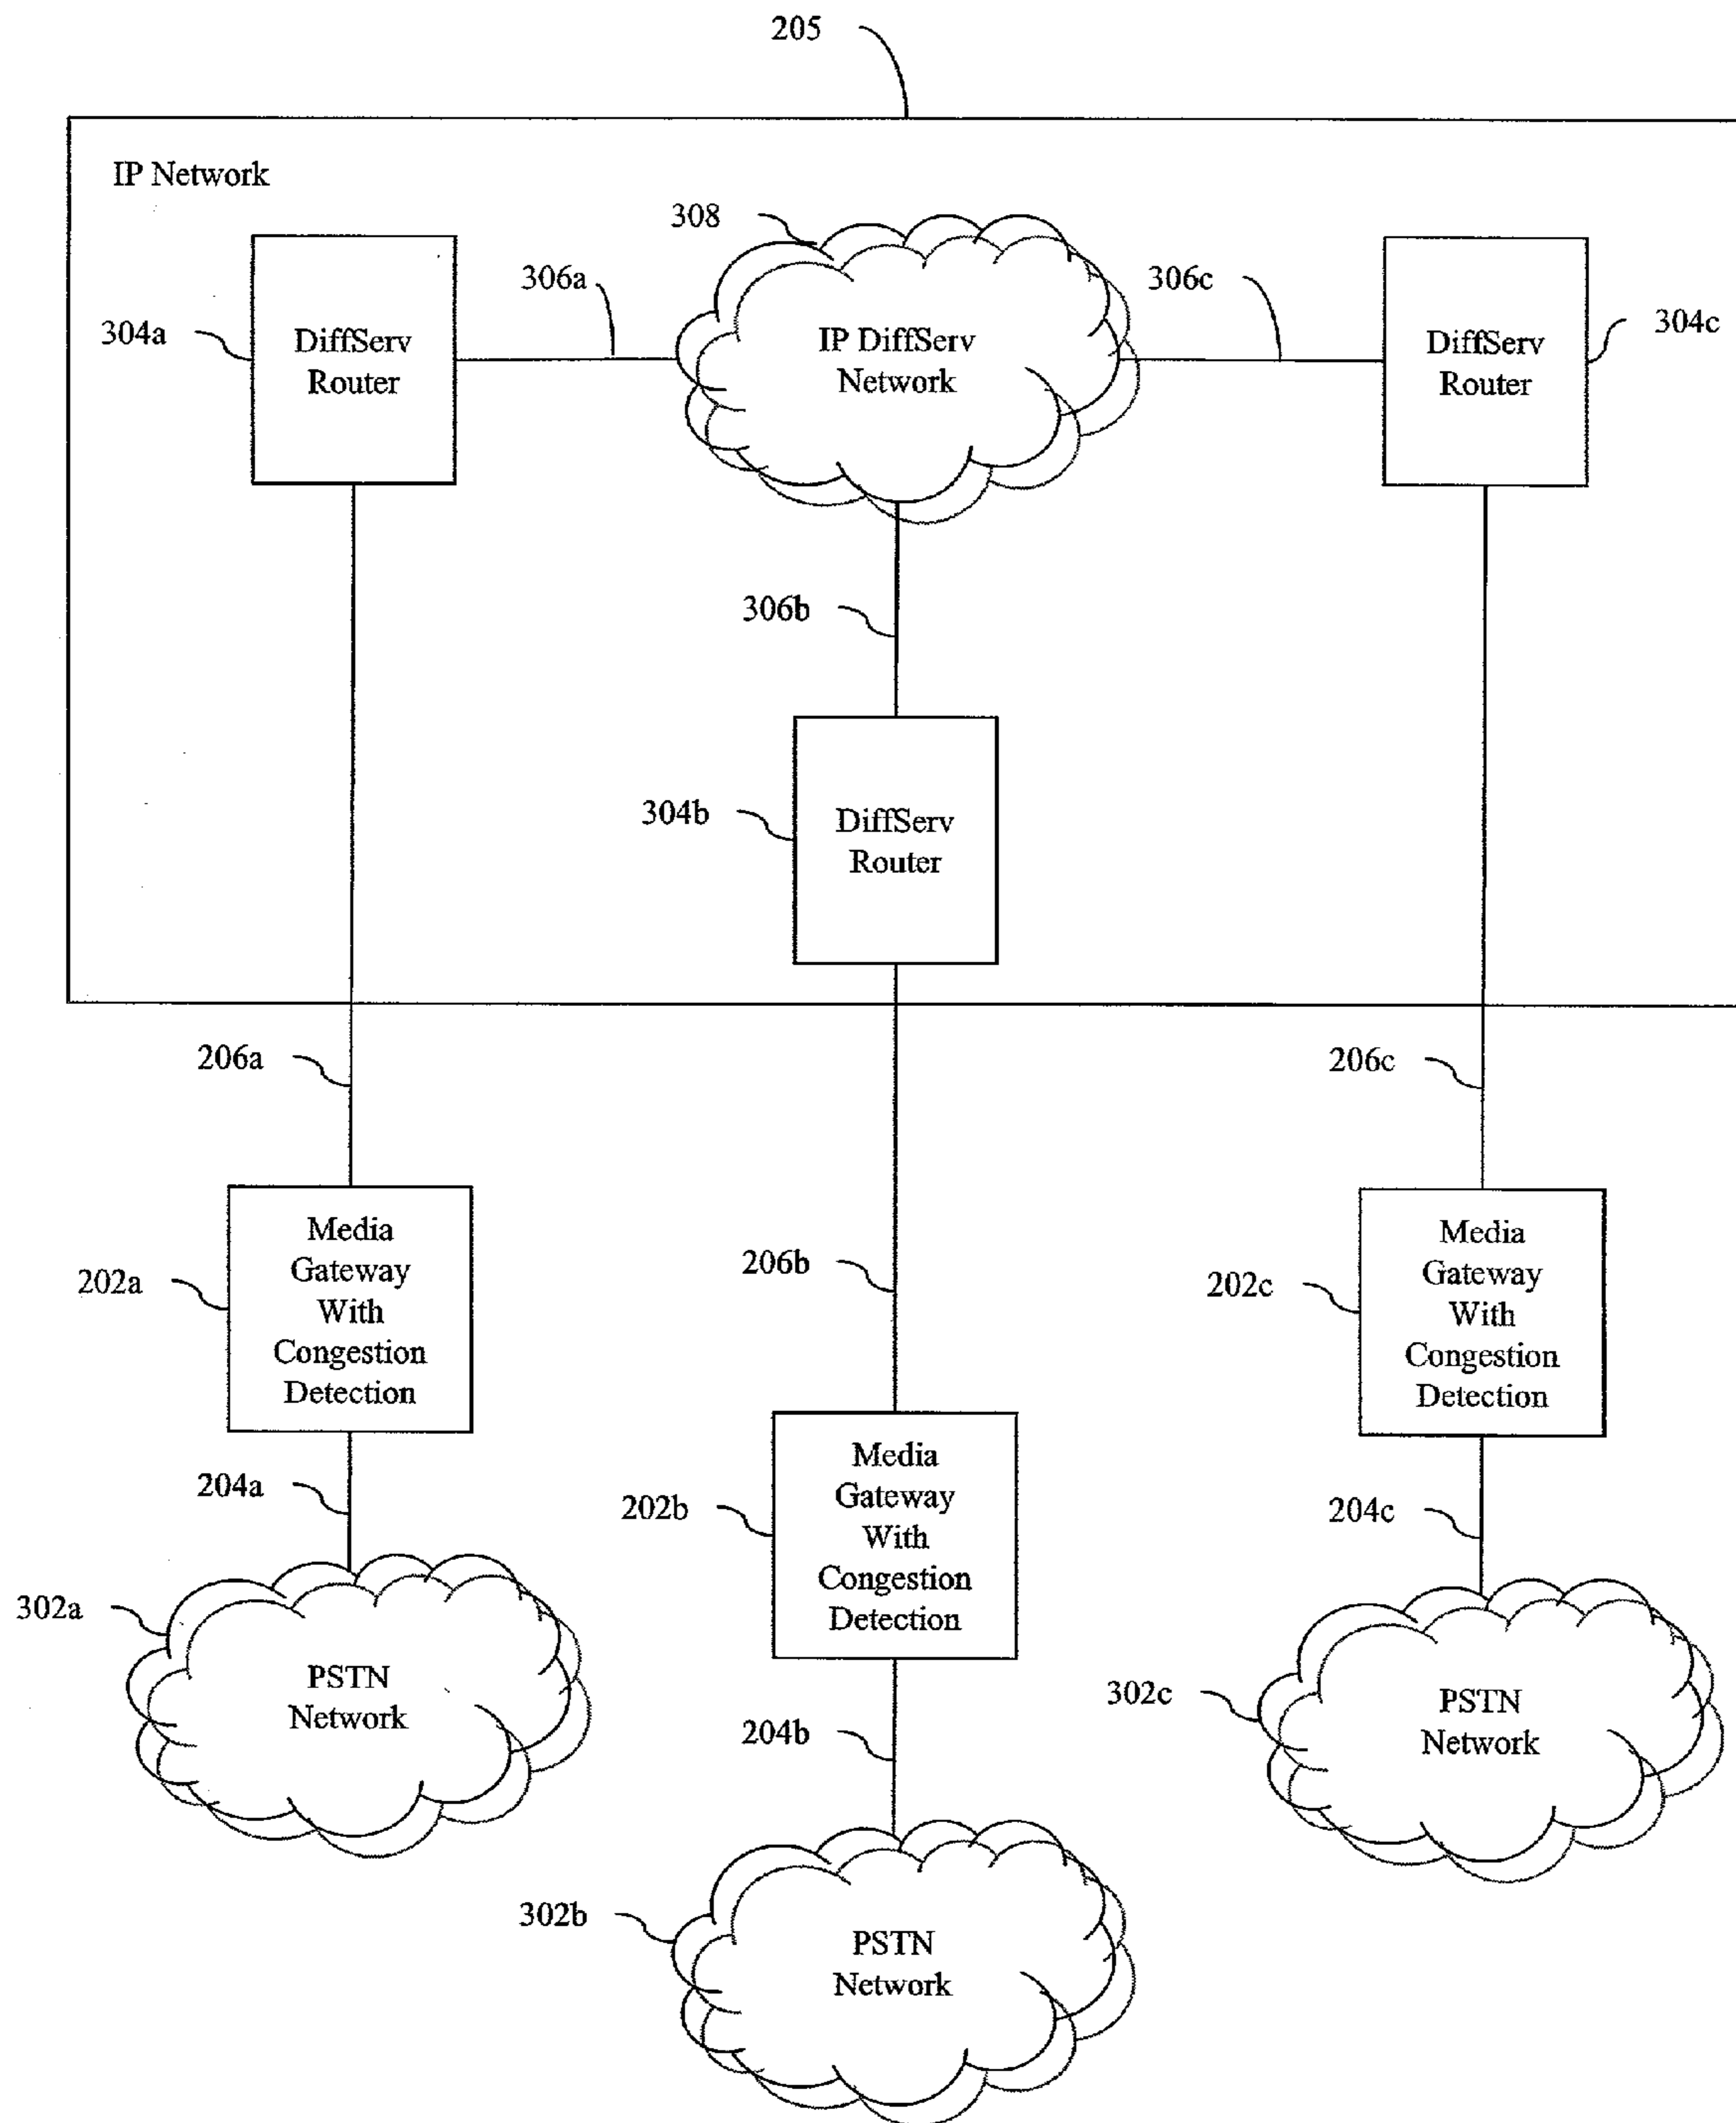 205
IP Network
308
306a
306c
304a
DiffServ
Router
IP DiffServ
Network
DiffServ
Router
304c
306b
304b
DiffServ
Router
206a
206c
202a
Media
Gateway
With
Congestion
Detection
206b
202c
Media
Gateway
With
Congestion
Detection
204a
202b
Media
Gateway
With
Congestion
Detection
204c
302a
PSTN
Network
204b
302c
PSTN
Network
302b
PSTN
Network